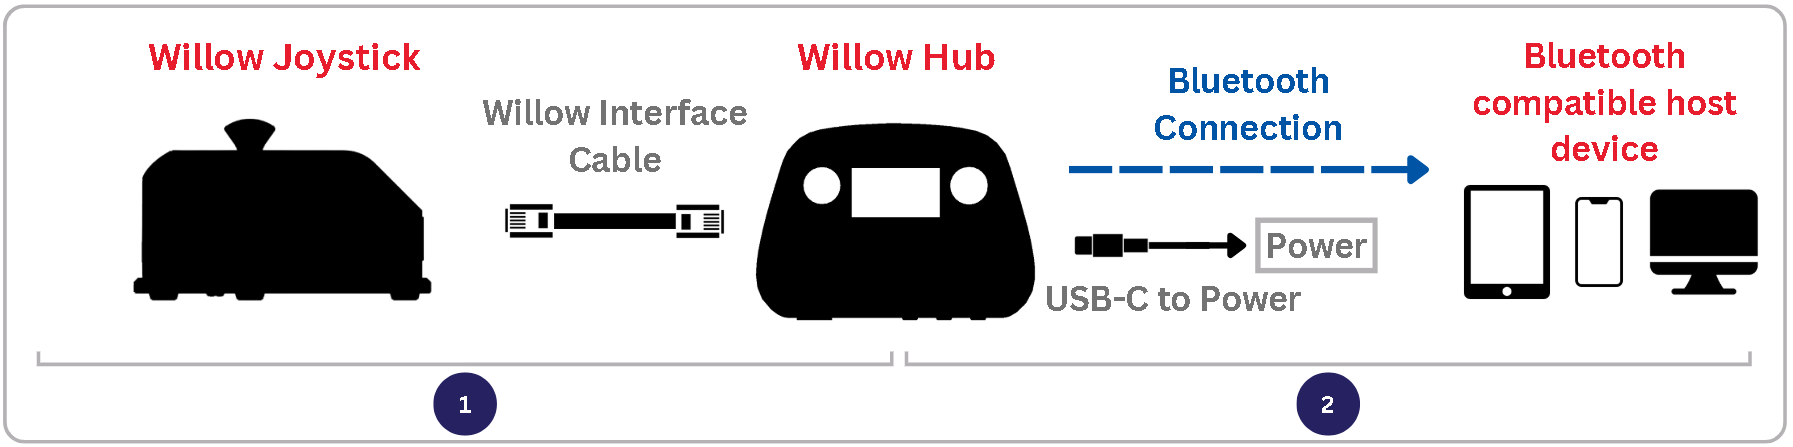 Willow Joystick
Willow Interface
Cable
Willow Hub
Bluetooth
Connection
Power
USB-C to Power
Bluetooth
compatible host
device
1
2